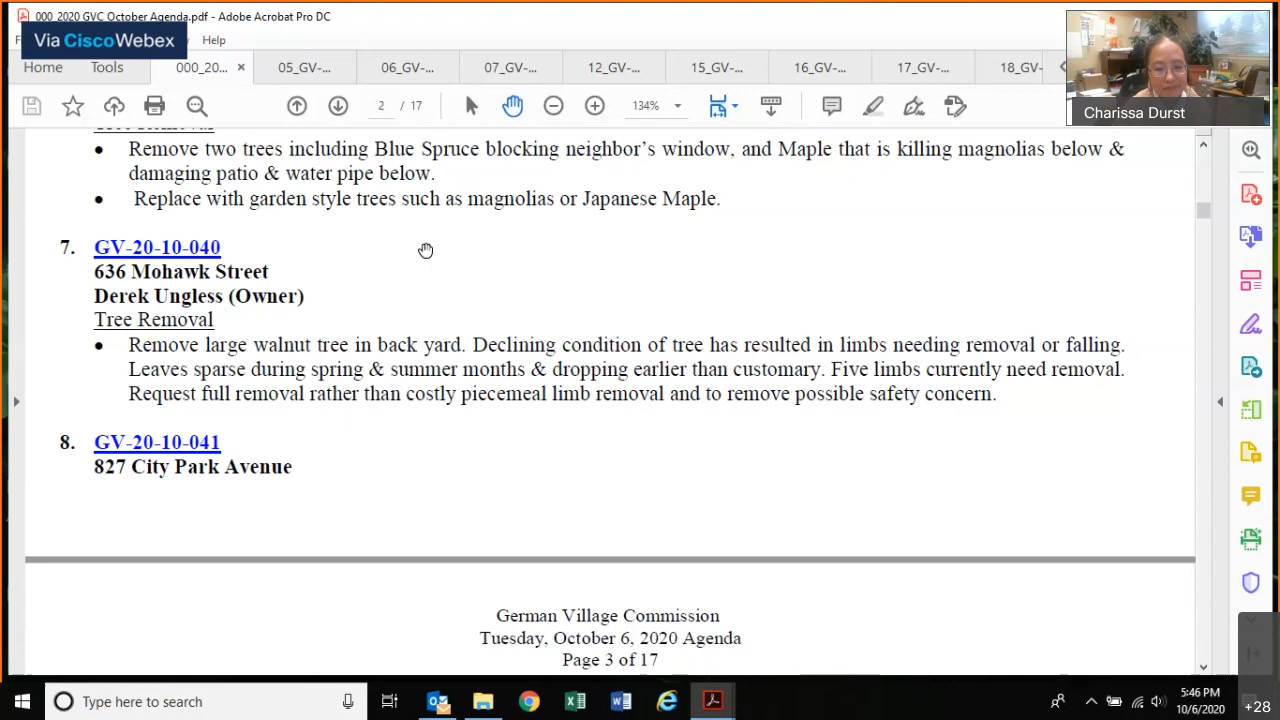 000_2020 GVC October Agenda.pdf - Adobe Acrobat Pro DC
Via CiscoWebex
Help
Home Tools 000_20... × 05_GV-... 06_GV-... 07_GV-... 12_GV-... 15_GV-... 16_GV-... 17_GV-... 18_GV-
2 / 17 134%
Charissa Durst
• Remove two trees including Blue Spruce blocking neighbor's window, and Maple that is killing magnolias below &
damaging patio & water pipe below.
• Replace with garden style trees such as magnolias or Japanese Maple.
7. GV-20-10-040
636 Mohawk Street
Derek Ungless (Owner)
Tree Removal
• Remove large walnut tree in back yard. Declining condition of tree has resulted in limbs needing removal or falling.
Leaves sparse during spring & summer months & dropping earlier than customary. Five limbs currently need removal.
Request full removal rather than costly piecemeal limb removal and to remove possible safety concern.
8. GV-20-10-041
827 City Park Avenue
German Village Commission
Tuesday, October 6, 2020 Agenda
Page 3 of 17
Type here to search
5:46 PM
10/6/2020
+28